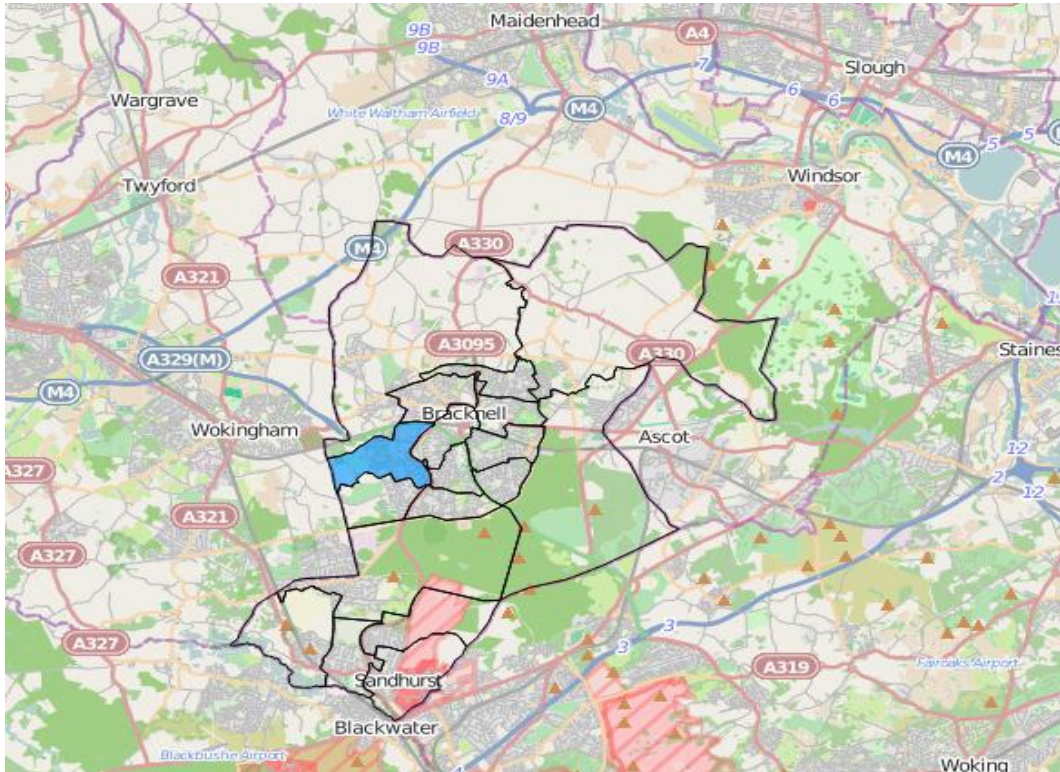 Maidenhead
9B
9B
A4
7
Slough
9A
6
6
Wargrave
M4
White Waltham Airfield
8/9
5
5
M4
Twyford
Windsor
M4
A330
A321
A3095
A330
A329(M)
Staines
M4
Bracknell
Wokingham
Ascot
12
A327
2
12
A321
A327
3
3
A327
A319
Fairoaks Airport
Sandhurst
Blackwater
Blackbushe Airport
4
Woking